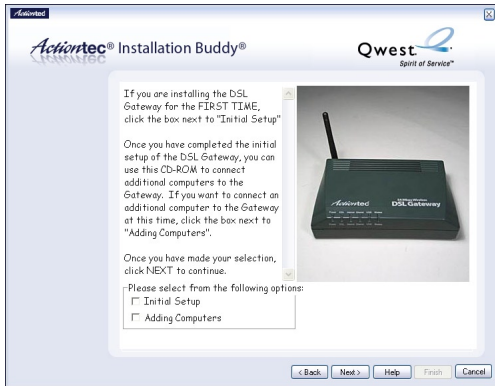 Actiontec
Actiontec® Installation Buddy®
Qwest
Spirit of Service™
If you are installing the DSL
Gateway for the FIRST TIME,
click the box next to "Initial Setup"
Once you have completed the initial
setup of the DSL Gateway, you can
use this CD-ROM to connect
additional computers to the
Gateway. If you want to connect an
additional computer to the Gateway
at this time, click the box next to
"Adding Computers".
Once you have made your selection,
click NEXT to continue.
Actiontec
DSL Gateway
Please select from the following options:
Initial Setup
Adding Computers
< Back
Next >
Help
Finish
Cancel